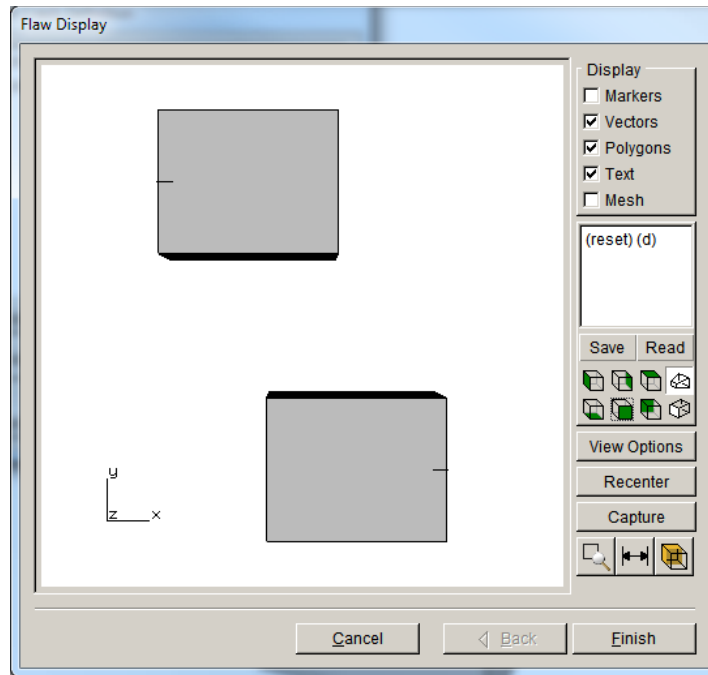 Flaw Display
Display
Markers
Vectors
Polygons
Text
Mesh
(reset) (d)
Save Read
View Options
Recenter
Capture
y
z x
Cancel Back Finish